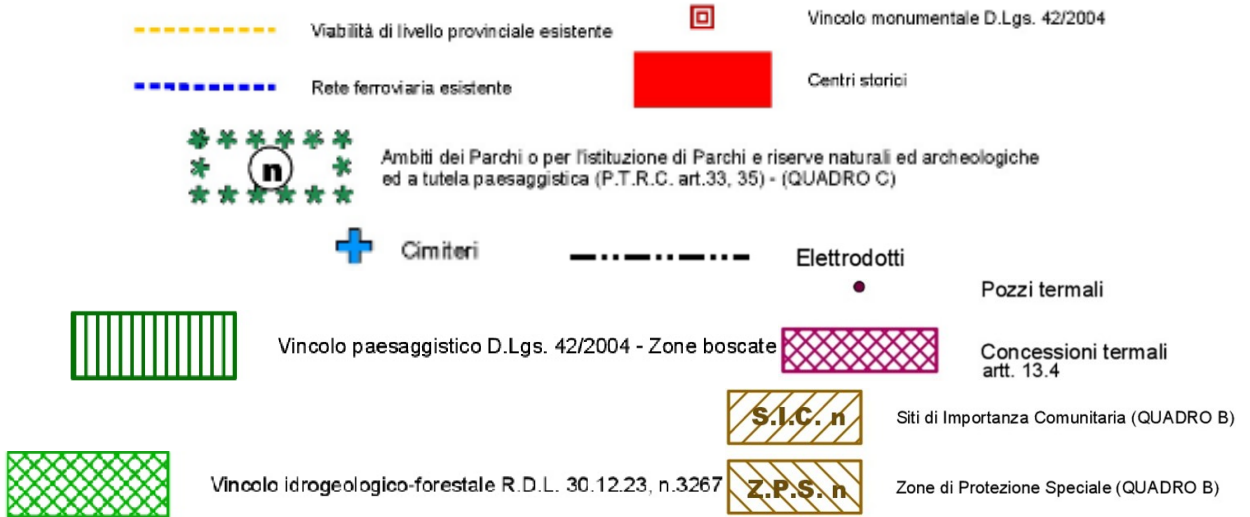 Viabilità di livello provinciale esistente
Vincolo monumentale D.Lgs. 42/2004
Rete ferroviaria esistente
Centri storici
n
Ambiti dei Parchi o per l'istituzione di Parchi e riserve naturali ed archeologiche
ed a tutela paesaggistica (P.T.R.C. art.33, 35) - (QUADRO C)
Cimiteri
Elettrodotti
Pozzi termali
Vincolo paesaggistico D.Lgs. 42/2004 - Zone boscate
Concessioni termali
artt. 13.4
S.I.C. n
Siti di Importanza Comunitaria (QUADRO B)
Vincolo idrogeologico-forestale R.D.L. 30.12.23, n.3267
Z.P.S. n
Zone di Protezione Speciale (QUADRO B)